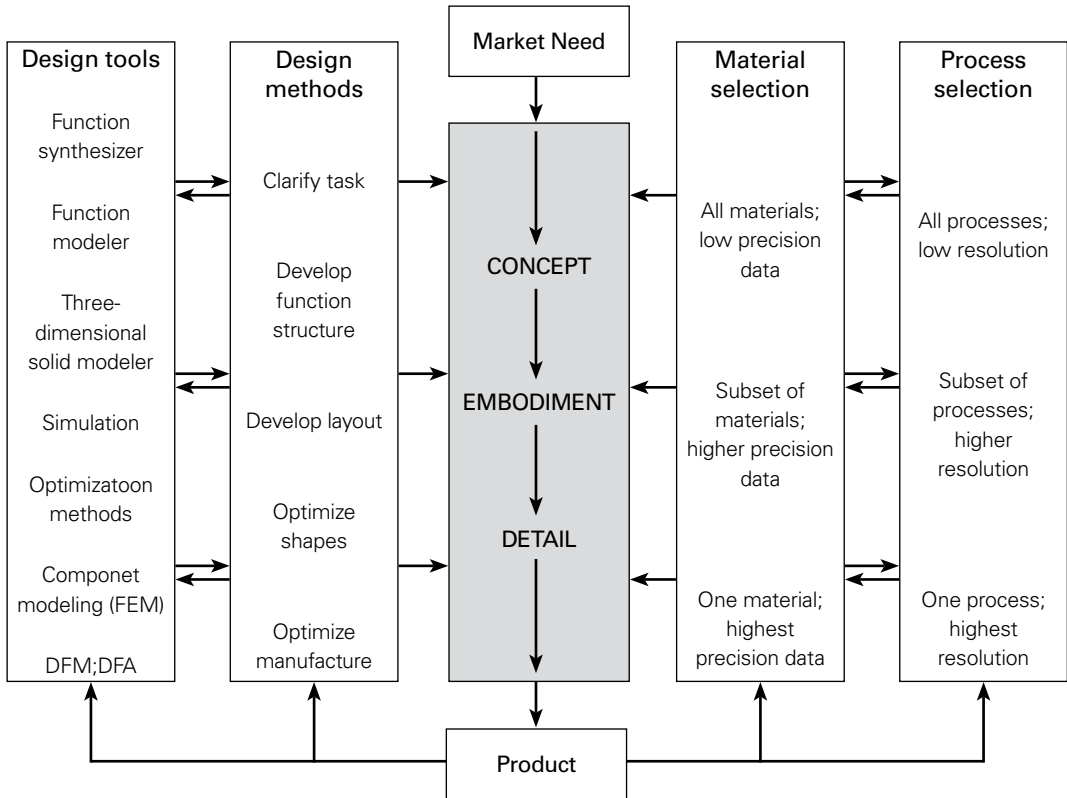 Market Need
Design tools
Function
synthesizer
Function
modeler
Three-
dimensional
solid modeler
Simulation
Optimizatoon
methods
Componet
modeling (FEM)
DFM;DFA
Design
methods
Clarify task
Develop
function
structure
Develop layout
Optimize
shapes
Optimize
manufacture
CONCEPT
EMBODIMENT
DETAIL
Material
selection
All materials;
low precision
data
Subset of
materials;
higher precision
data
One material;
highest
precision data
Process
selection
All processes;
low resolution
Subset of
processes;
higher
resolution
One process;
highest
resolution
Product